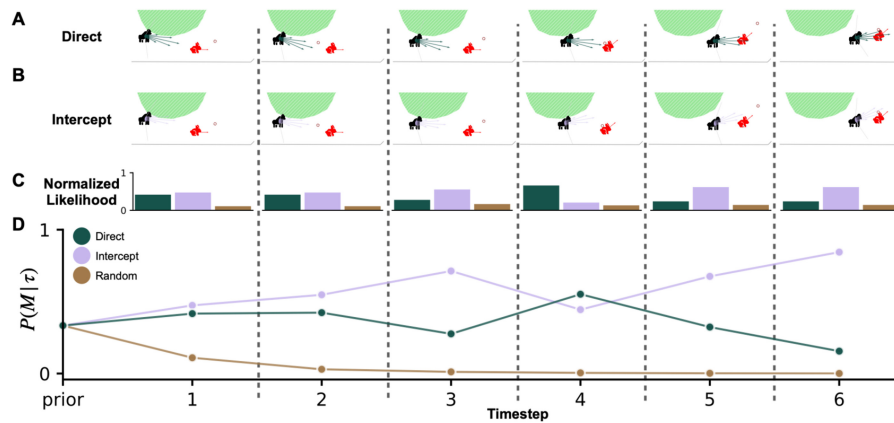 A
Direct
B
Intercept
C
Normalized
Likelihood
1
0
D
1
Direct
Intercept
Random
P(M | τ)
0
prior 1 2 3 4 5 6
Timestep